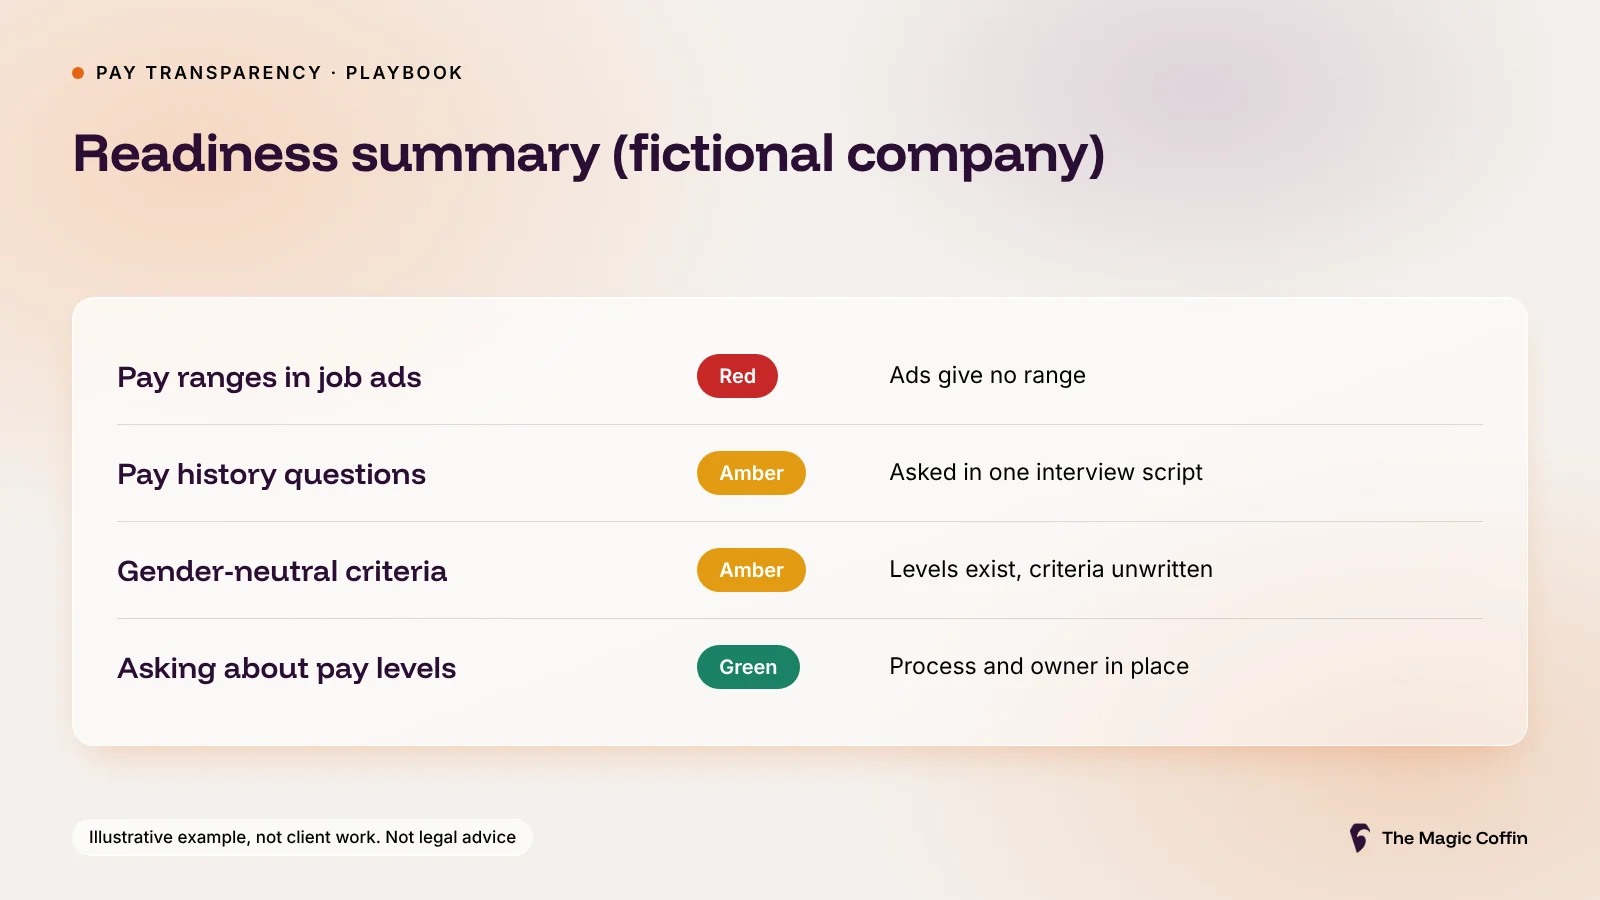 PAY TRANSPARENCY · PLAYBOOK
Readiness summary (fictional company)
Pay ranges in job ads Red Ads give no range
Pay history questions Amber Asked in one interview script
Gender-neutral criteria Amber Levels exist, criteria unwritten
Asking about pay levels Green Process and owner in place
Illustrative example, not client work. Not legal advice
The Magic Coffin